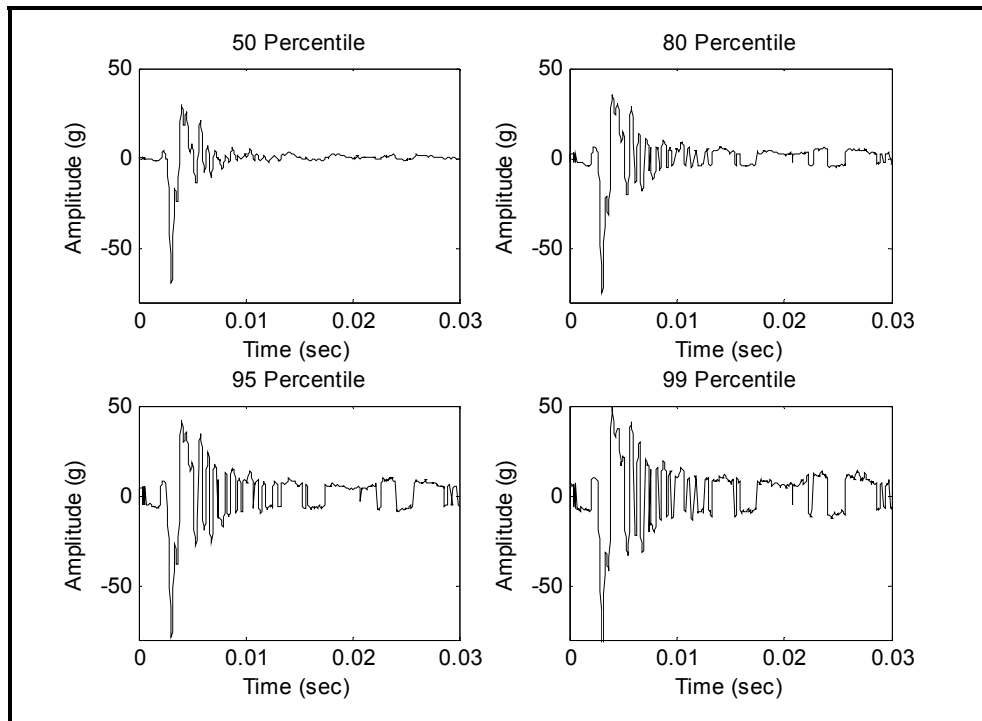 50 Percentile
50
0
-50
Amplitude (g)
0 0.01 0.02 0.03
Time (sec)
80 Percentile
50
0
-50
Amplitude (g)
0 0.01 0.02 0.03
Time (sec)
95 Percentile
50
0
-50
Amplitude (g)
0 0.01 0.02 0.03
Time (sec)
99 Percentile
50
0
-50
Amplitude (g)
0 0.01 0.02 0.03
Time (sec)